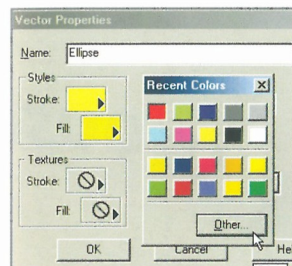 Vector Properties
Name: Ellipse
Styles
Stroke:
Fill:
Textures
Stroke:
Fill:
Recent Colors
Other...
OK
Cancel
He